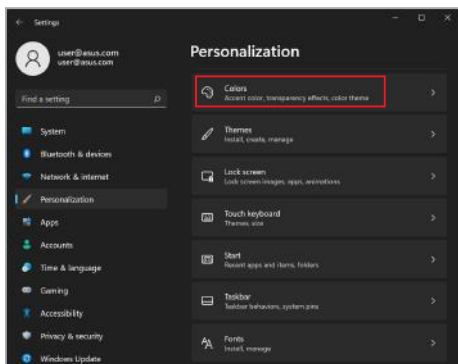 Settings
user@asus.com
user@asus.com
Find a setting
System
Bluetooth & devices
Network & internet
Personalization
Apps
Accounts
Time & language
Gaming
Accessibility
Privacy & security
Windows Update
Personalization
Colors
Accent color, transparency effects, color theme
Themes
Install, create, manage
Lock screen
Lock screen images, apps, animations
Touch keyboard
Themes, size
Start
Recent apps and items, folders
Taskbar
Taskbar behaviors, system pins
Fonts
Install, manage